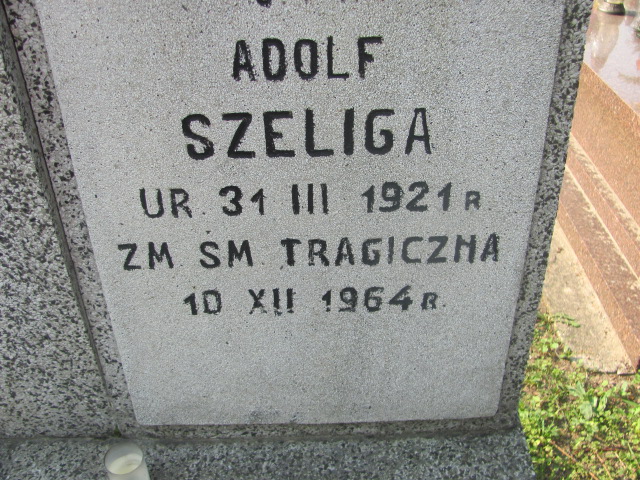 ADOLF
SZELIGA
UR. 31 III 1921 R.
ZM. SM. TRAGICZNA
10 XII 1964 R.